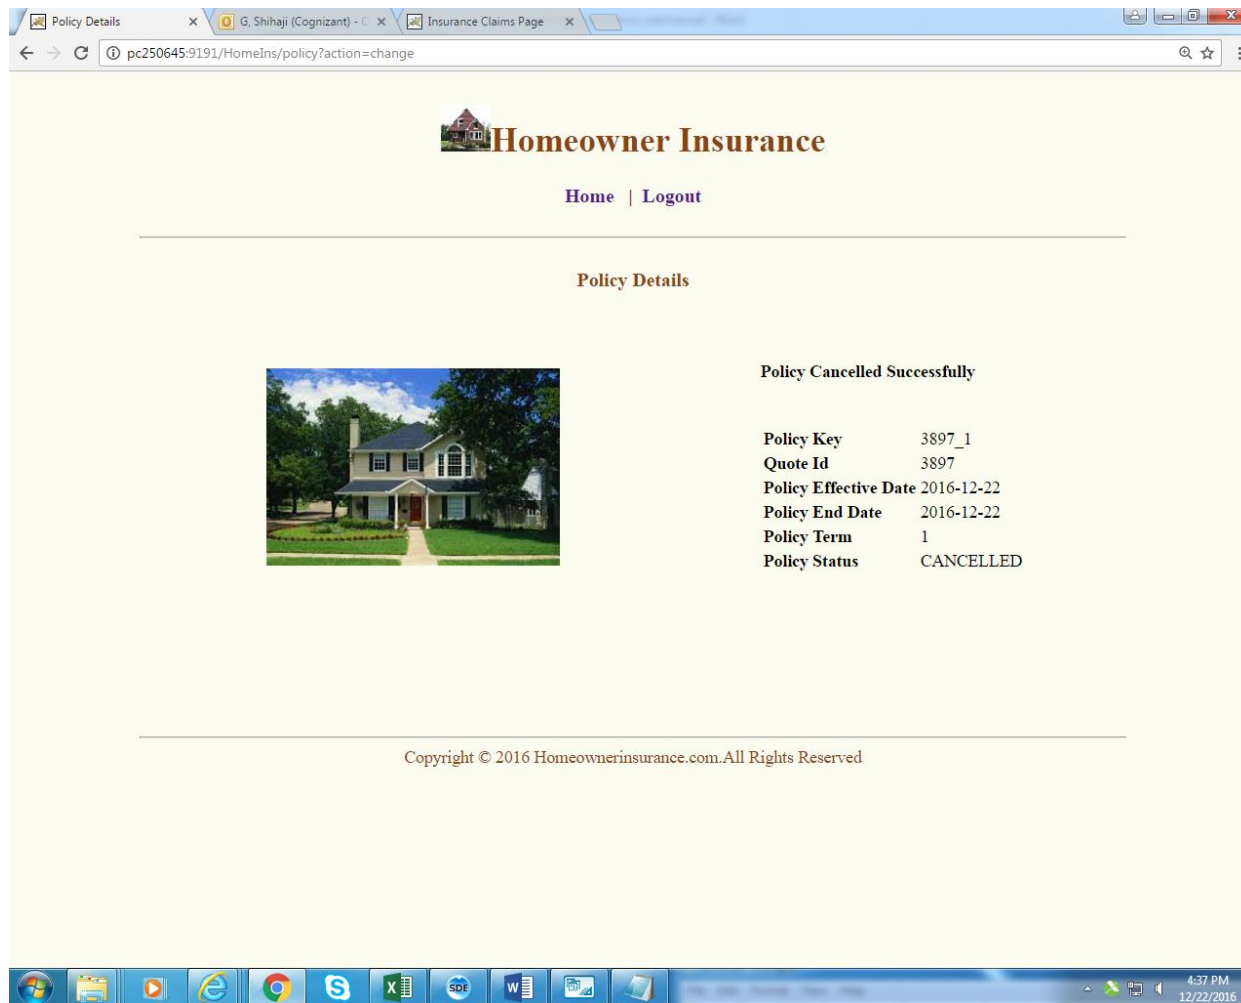 Policy Details
G, Shihaji (Cognizant) - C
Insurance Claims Page
pc250645:9191/HomeIns/policy?action=change
Homeowner Insurance
Home | Logout
Policy Details
Policy Cancelled Successfully
Policy Key 3897_1
Quote Id 3897
Policy Effective Date 2016-12-22
Policy End Date 2016-12-22
Policy Term 1
Policy Status CANCELLED
Copyright © 2016 Homeownerinsurance.com.All Rights Reserved
SDE
4:37 PM
12/22/2016